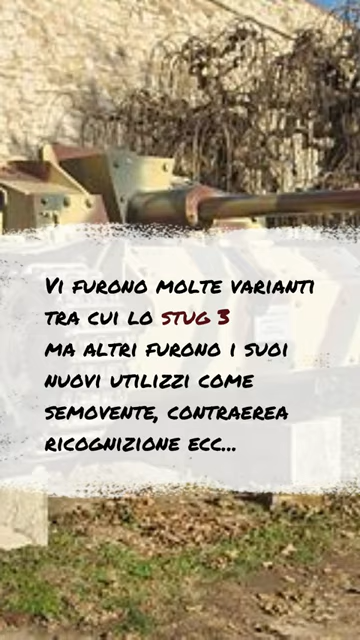 Vi furono molte varianti
tra cui lo stug 3
ma altri furono i suoi
nuovi utilizzi come
semovente, contraerea
ricognizione ecc...